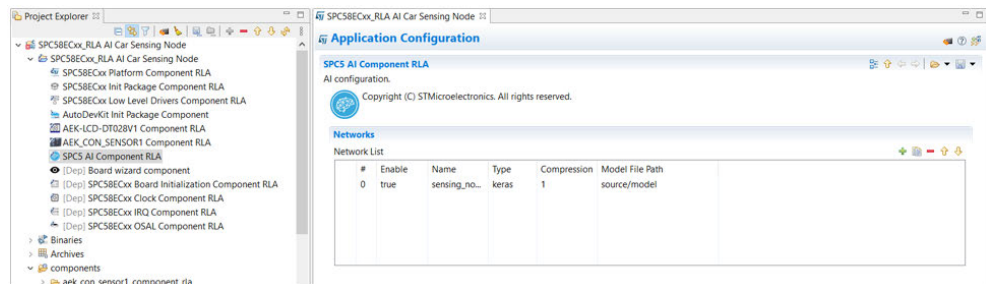 Project Explorer
SPC58ECxx_RLA AI Car Sensing Node
SPC58ECxx_RLA AI Car Sensing Node
SPC58ECxx Platform Component RLA
SPC58ECxx Init Package Component RLA
SPC58ECxx Low Level Drivers Component RLA
AutoDevKit Init Package Component
AEK-LCD-DT028V1 Component RLA
AEK_CON_SENSOR1 Component RLA
SPC5 AI Component RLA
[Dep] Board wizard component
[Dep] SPC58ECxx Board Initialization Component RLA
[Dep] SPC58ECxx Clock Component RLA
[Dep] SPC58ECxx IRQ Component RLA
[Dep] SPC58ECxx OSAL Component RLA
Binaries
Archives
components
aek_con_sensor1_component_rla
SPC58ECxx_RLA AI Car Sensing Node
Application Configuration
SPC5 AI Component RLA
AI configuration.
Copyright (C) STMicroelectronics. All rights reserved.
Networks
Network List
# Enable Name Type Compression Model File Path
0 true sensing_no... keras 1 source/model